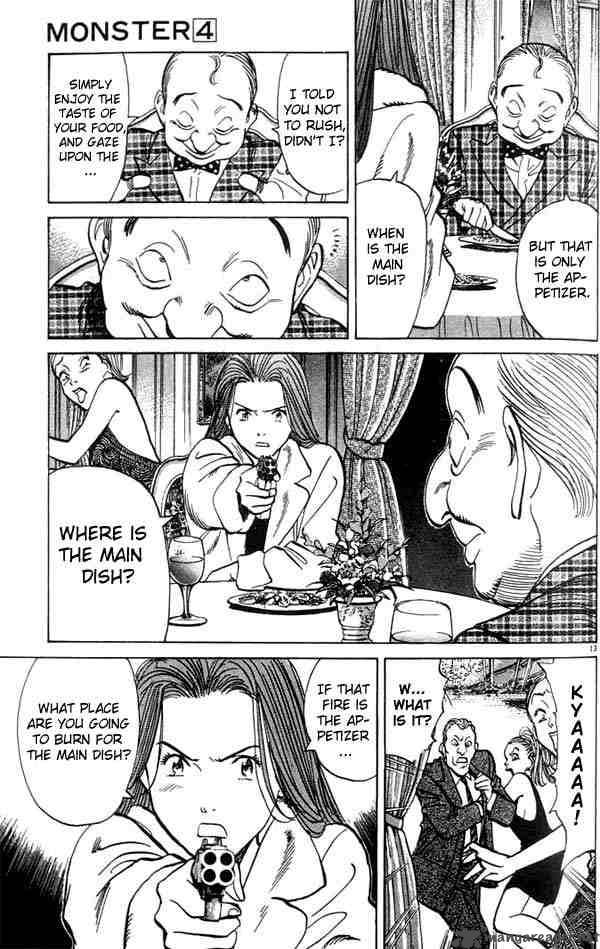 MONSTER 4
BUT THAT
IS ONLY
THE AP-
PETIZER.
WHEN
IS THE
MAIN
DISH?
I TOLD
YOU NOT
TO RUSH,
DIDN'T I?
SIMPLY
ENJOY THE
TASTE OF
YOUR FOOD,
AND GAZE
UPON THE
...
WHERE IS
THE MAIN
DISH?
13
KYAAAAA!
W...
WHAT
IS IT?
IF THAT
FIRE IS
THE AP-
PETIZER
...
WHAT PLACE
ARE YOU GOING
TO BURN FOR
THE MAIN DISH?